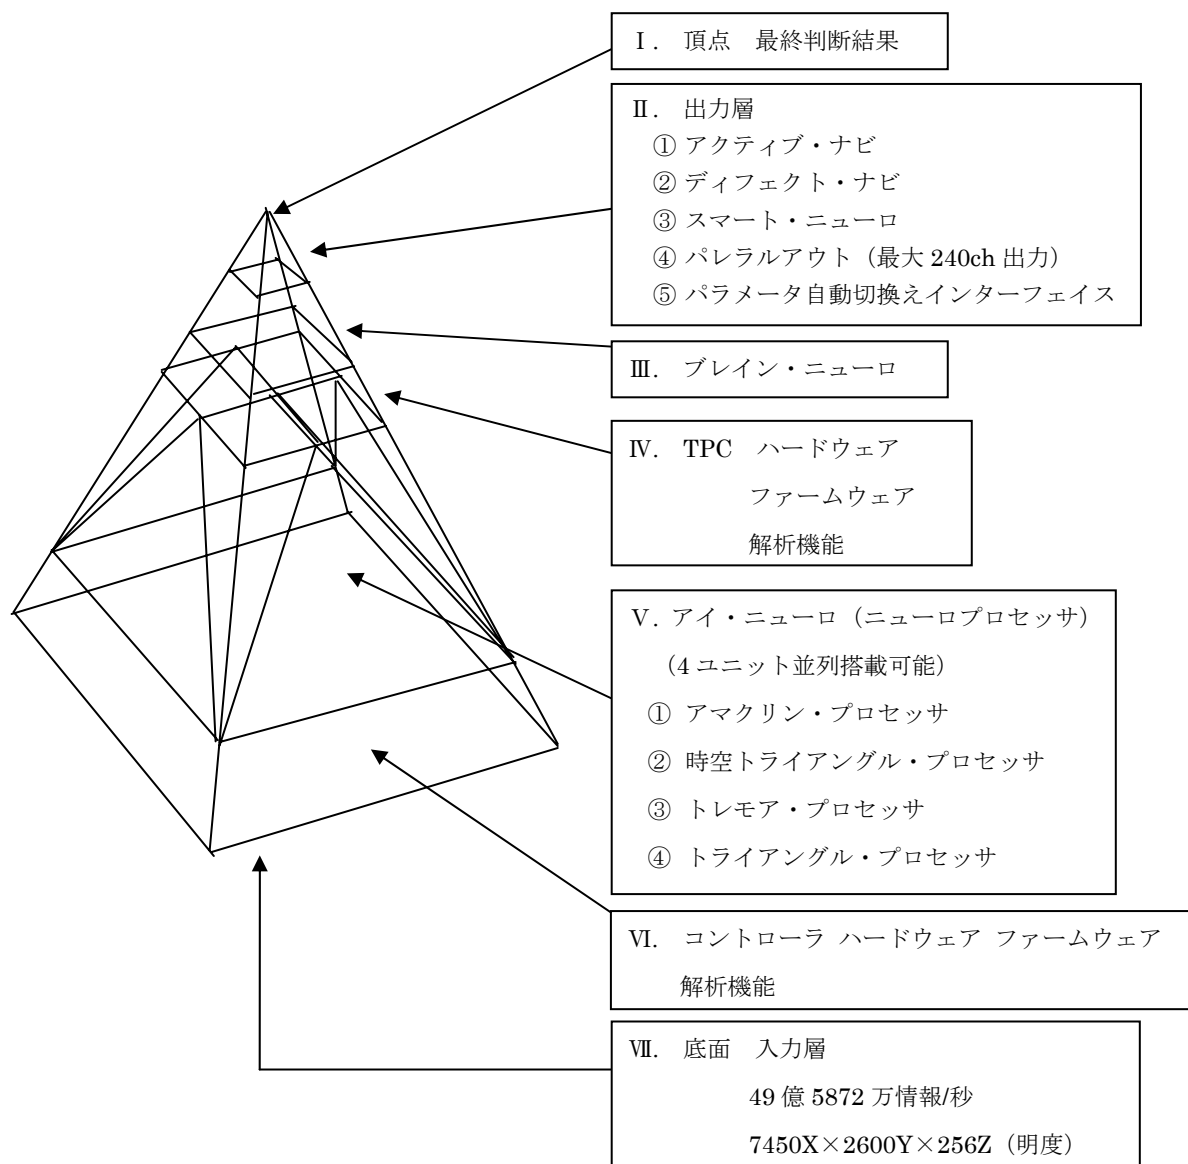 Ⅰ. 頂点 最終判断結果
Ⅱ. 出力層
① アクティブ・ナビ
② ディフェクト・ナビ
③ スマート・ニューロ
④ パレラルアウト（最大 240ch 出力）
⑤ パラメータ自動切換えインターフェイス
Ⅲ. ブレイン・ニューロ
Ⅳ. TPC ハードウェア
ファームウェア
解析機能
Ⅴ. アイ・ニューロ（ニューロプロセッサ）
（4 ユニット並列搭載可能）
① アマクリン・プロセッサ
② 時空トライアングル・プロセッサ
③ トレモア・プロセッサ
④ トライアングル・プロセッサ
Ⅵ. コントローラ ハードウェア ファームウェア
解析機能
Ⅶ. 底面 入力層
49 億 5872 万情報/秒
7450X×2600Y×256Z（明度）